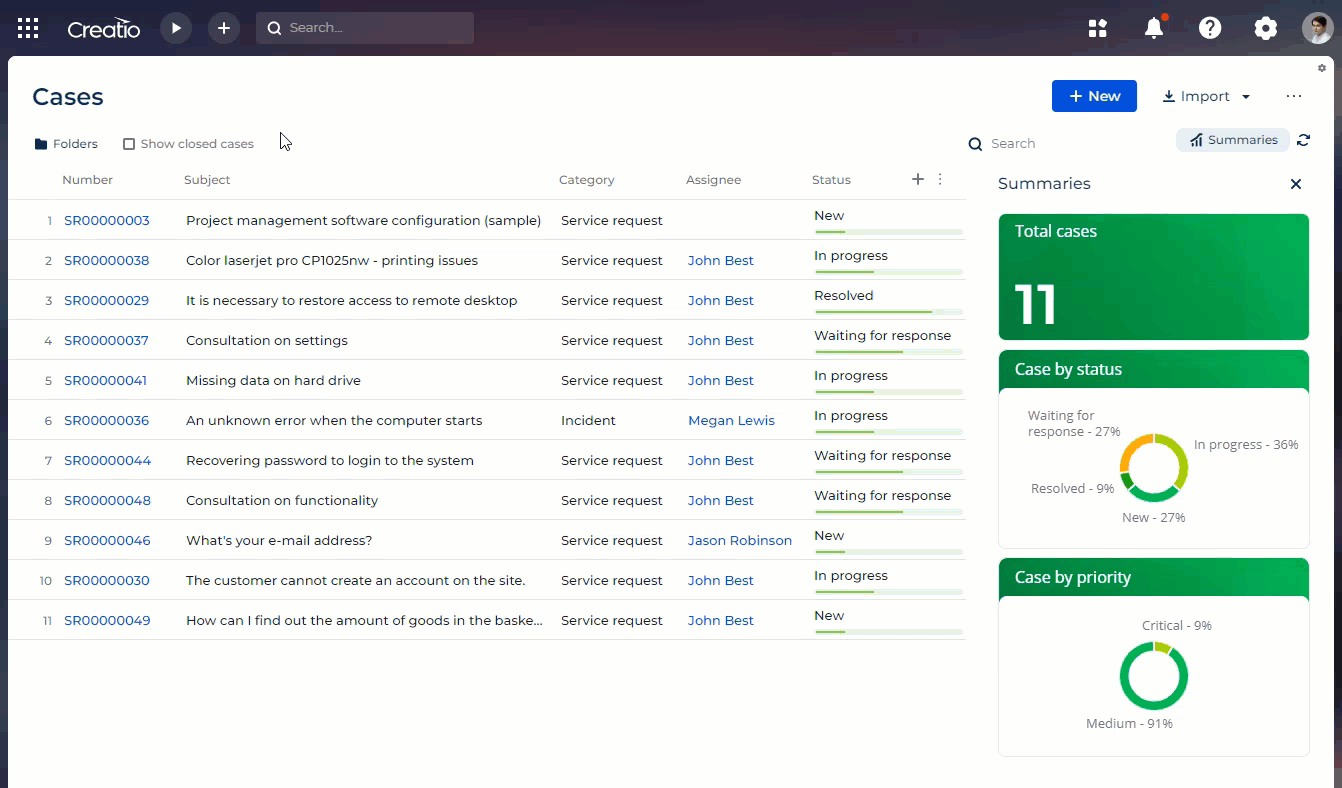 Creatio
Search...
Cases
New
Import
Folders
Show closed cases
Search
Summaries
Number Subject Category Assignee Status
1 SR00000003 Project management software configuration (sample) Service request New
2 SR00000038 Color laserjet pro CP1025nw - printing issues Service request John Best In progress
3 SR00000029 It is necessary to restore access to remote desktop Service request John Best Resolved
4 SR00000037 Consultation on settings Service request John Best Waiting for response
5 SR00000041 Missing data on hard drive Service request John Best In progress
6 SR00000036 An unknown error when the computer starts Incident Megan Lewis In progress
7 SR00000044 Recovering password to login to the system Service request John Best Waiting for response
8 SR00000048 Consultation on functionality Service request John Best Waiting for response
9 SR00000046 What's your e-mail address? Service request Jason Robinson New
10 SR00000030 The customer cannot create an account on the site. Service request John Best In progress
11 SR00000049 How can I find out the amount of goods in the baske... Service request John Best New
Summaries
Total cases
11
Case by status
Waiting for
response - 27%
In progress - 36%
Resolved - 9%
New - 27%
Case by priority
Critical - 9%
Medium - 91%